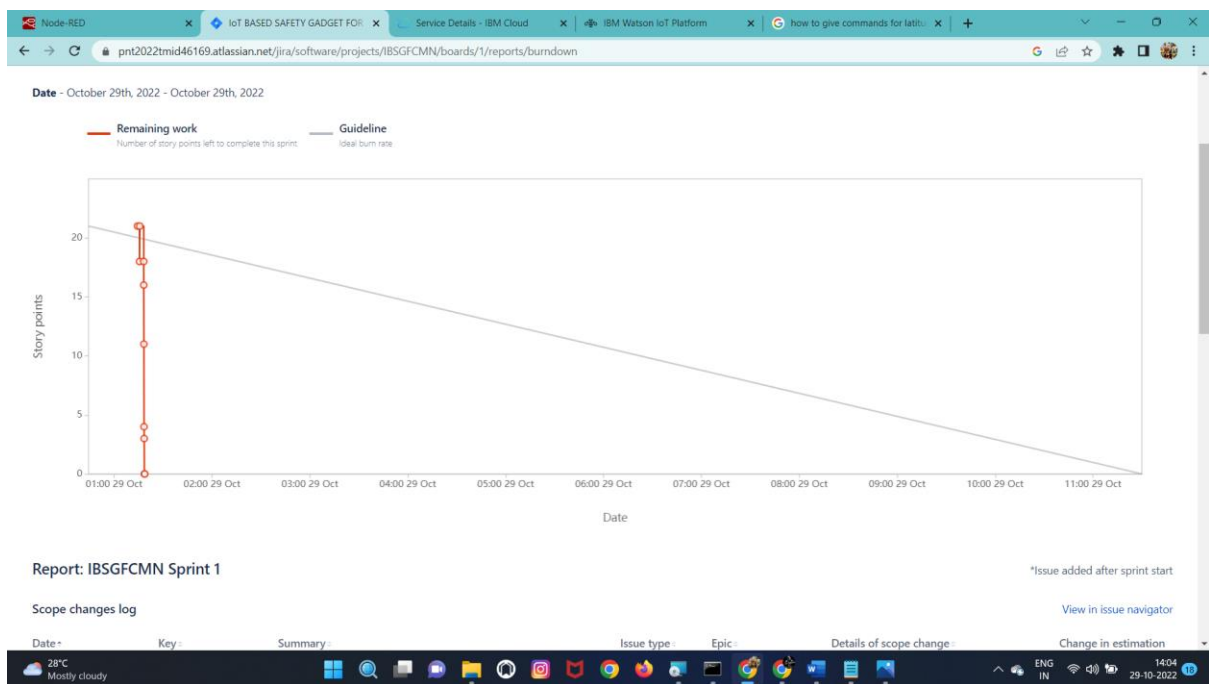 Node-RED
IoT BASED SAFETY GADGET FOR
Service Details - IBM Cloud
IBM Watson IoT Platform
how to give commands for latitu
pnt2022tmid46169.atlassian.net/jira/software/projects/IBSGFCMN/boards/1/reports/burndown
Date - October 29th, 2022 - October 29th, 2022
Remaining work
Number of story points left to complete this sprint
Guideline
Ideal burn rate
Story points
20
15
10
5
0
01:00 29 Oct 02:00 29 Oct 03:00 29 Oct 04:00 29 Oct 05:00 29 Oct 06:00 29 Oct 07:00 29 Oct 08:00 29 Oct 09:00 29 Oct 10:00 29 Oct 11:00 29 Oct
Date
Report: IBSGFCMN Sprint 1
*Issue added after sprint start
Scope changes log
View in issue navigator
Date Key Summary Issue type Epic Details of scope change Change in estimation
28°C
Mostly cloudy
ENG
IN
14:04
29-10-2022
18